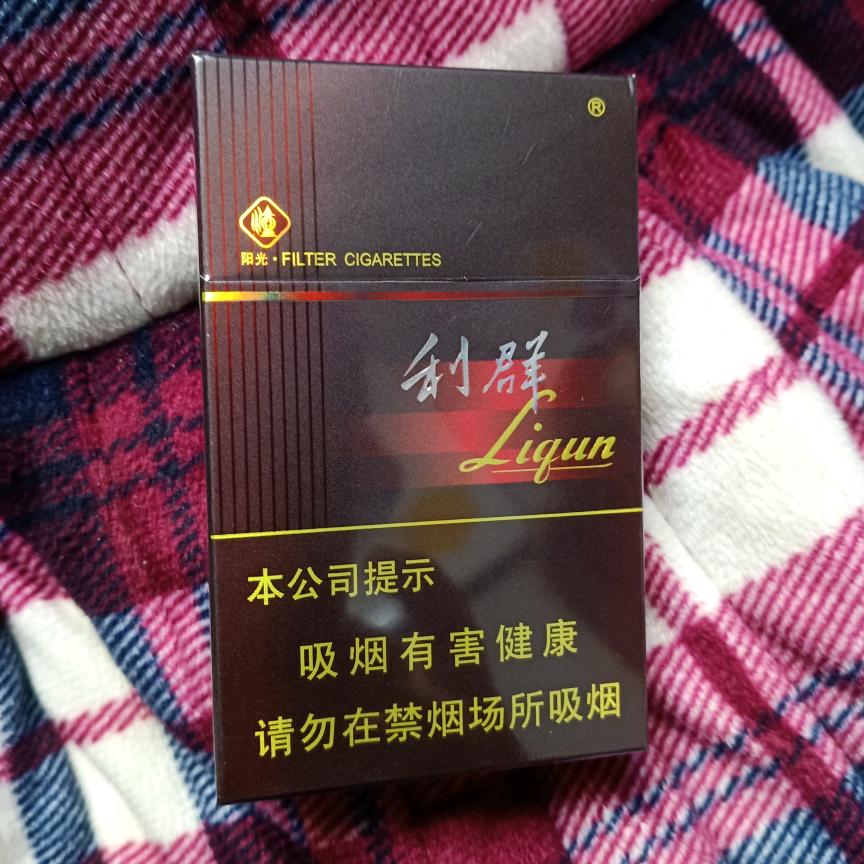 ®
阳光·FILTER CIGARETTES
利群
Liqun
本公司提示
吸烟有害健康
请勿在禁烟场所吸烟